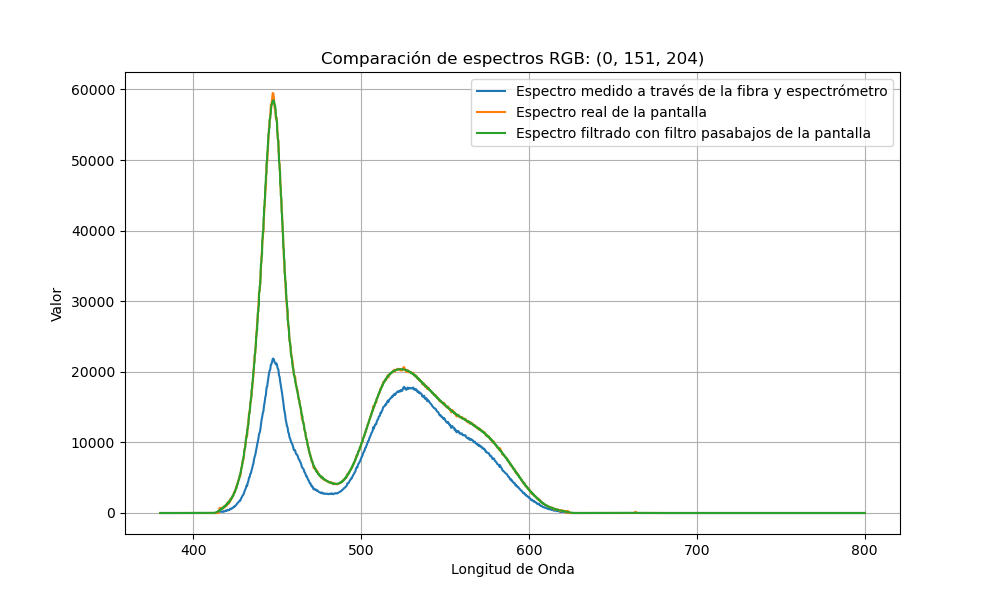 Comparación de espectros RGB: (0, 151, 204)
Espectro medido a través de la fibra y espectrómetro
Espectro real de la pantalla
Espectro filtrado con filtro pasabajos de la pantalla
Valor
60000
50000
40000
30000
20000
10000
0
400
500
600
700
800
Longitud de Onda